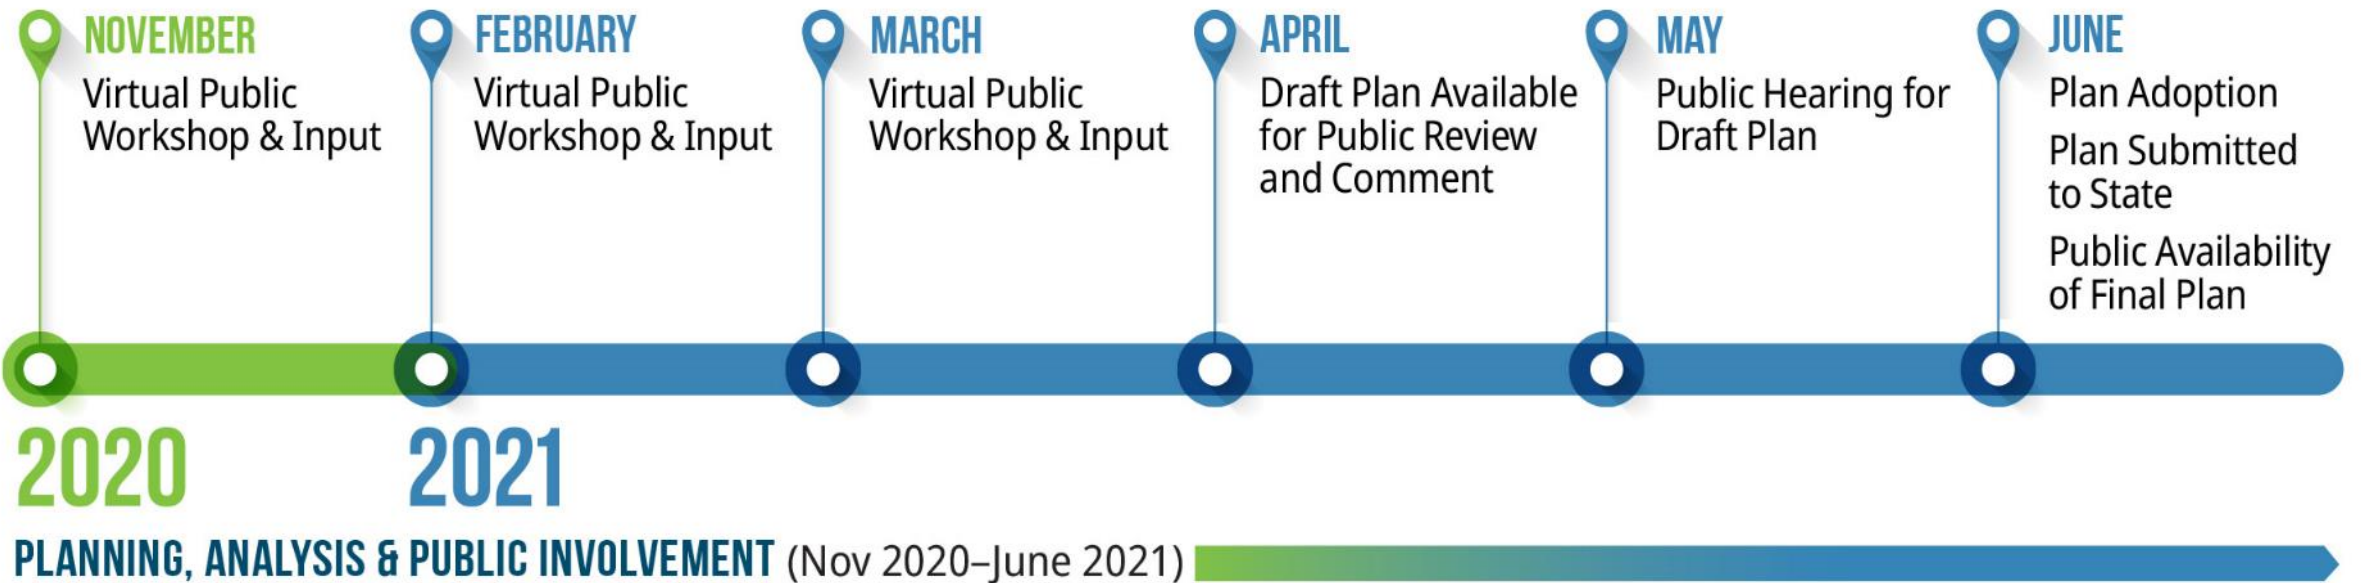 NOVEMBER
Virtual Public
Workshop & Input
FEBRUARY
Virtual Public
Workshop & Input
MARCH
Virtual Public
Workshop & Input
APRIL
Draft Plan Available
for Public Review
and Comment
MAY
Public Hearing for
Draft Plan
JUNE
Plan Adoption
Plan Submitted
to State
Public Availability
of Final Plan
2020
2021
PLANNING, ANALYSIS & PUBLIC INVOLVEMENT (Nov 2020–June 2021)